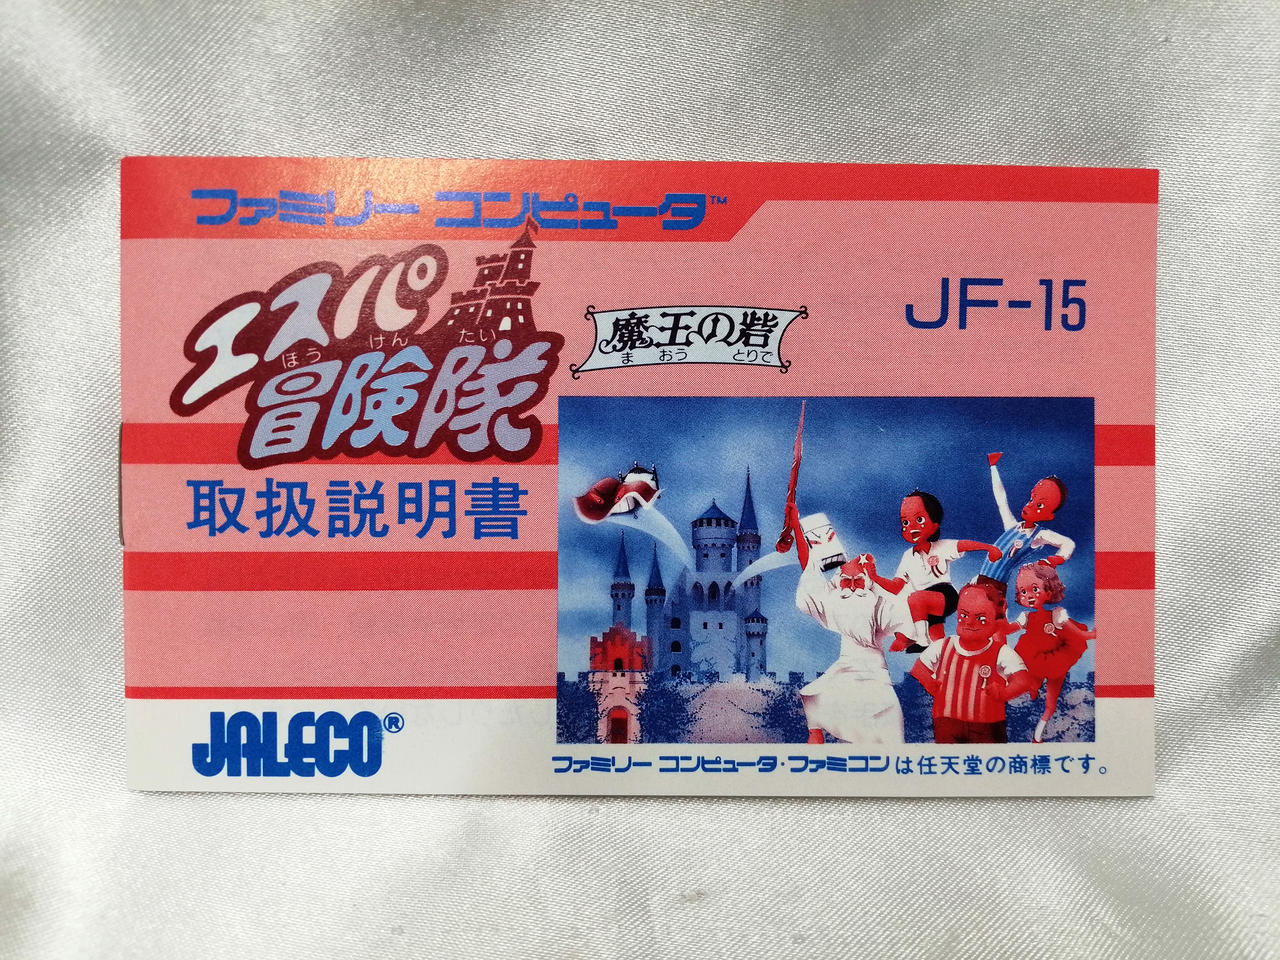 ファミリー コンピュータ™
エスパ
ほう けん たい
冒険隊
魔王の砦
ま おう とりで
JF-15
取扱説明書
JALECO®
ファミリー コンピュータ・ファミコンは任天堂の商標です。